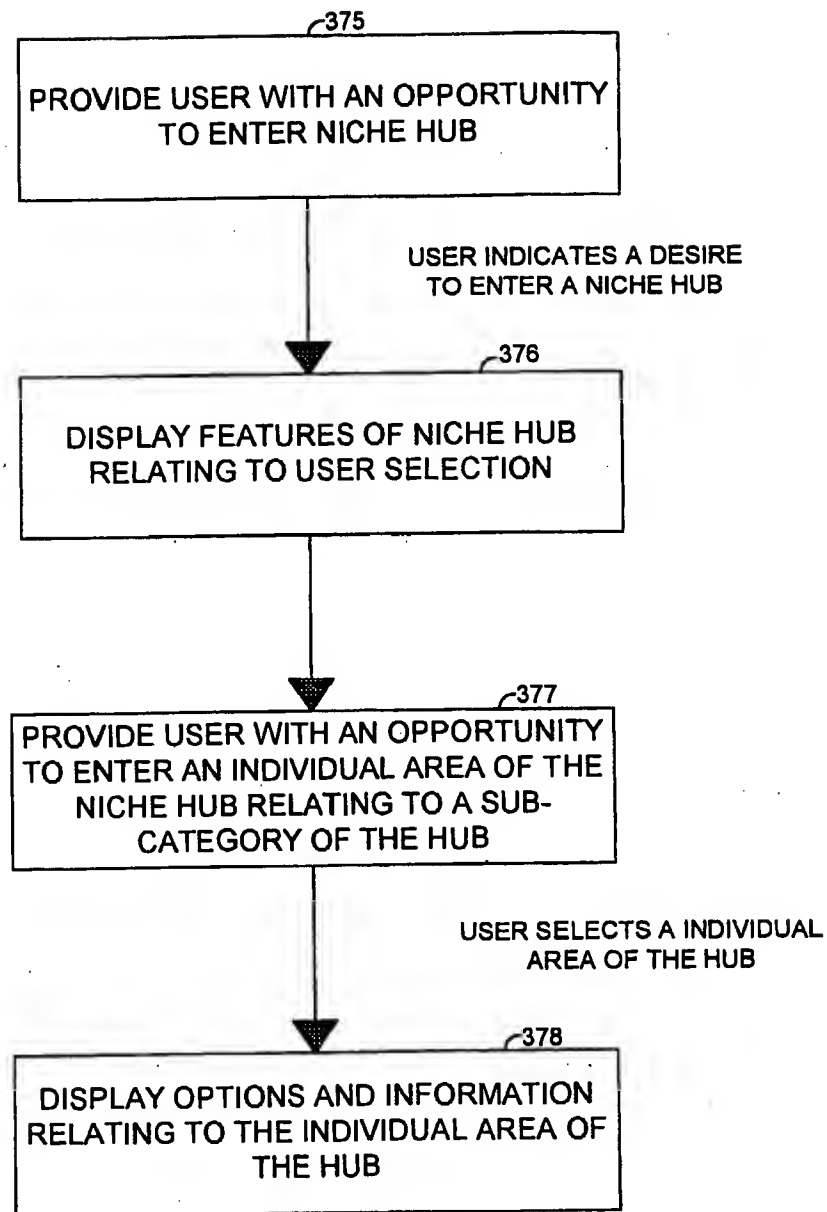 375
PROVIDE USER WITH AN OPPORTUNITY
TO ENTER NICHE HUB
USER INDICATES A DESIRE
TO ENTER A NICHE HUB
376
DISPLAY FEATURES OF NICHE HUB
RELATING TO USER SELECTION
377
PROVIDE USER WITH AN OPPORTUNITY
TO ENTER AN INDIVIDUAL AREA OF THE
NICHE HUB RELATING TO A SUB-
CATEGORY OF THE HUB
USER SELECTS A INDIVIDUAL
AREA OF THE HUB
378
DISPLAY OPTIONS AND INFORMATION
RELATING TO THE INDIVIDUAL AREA OF
THE HUB